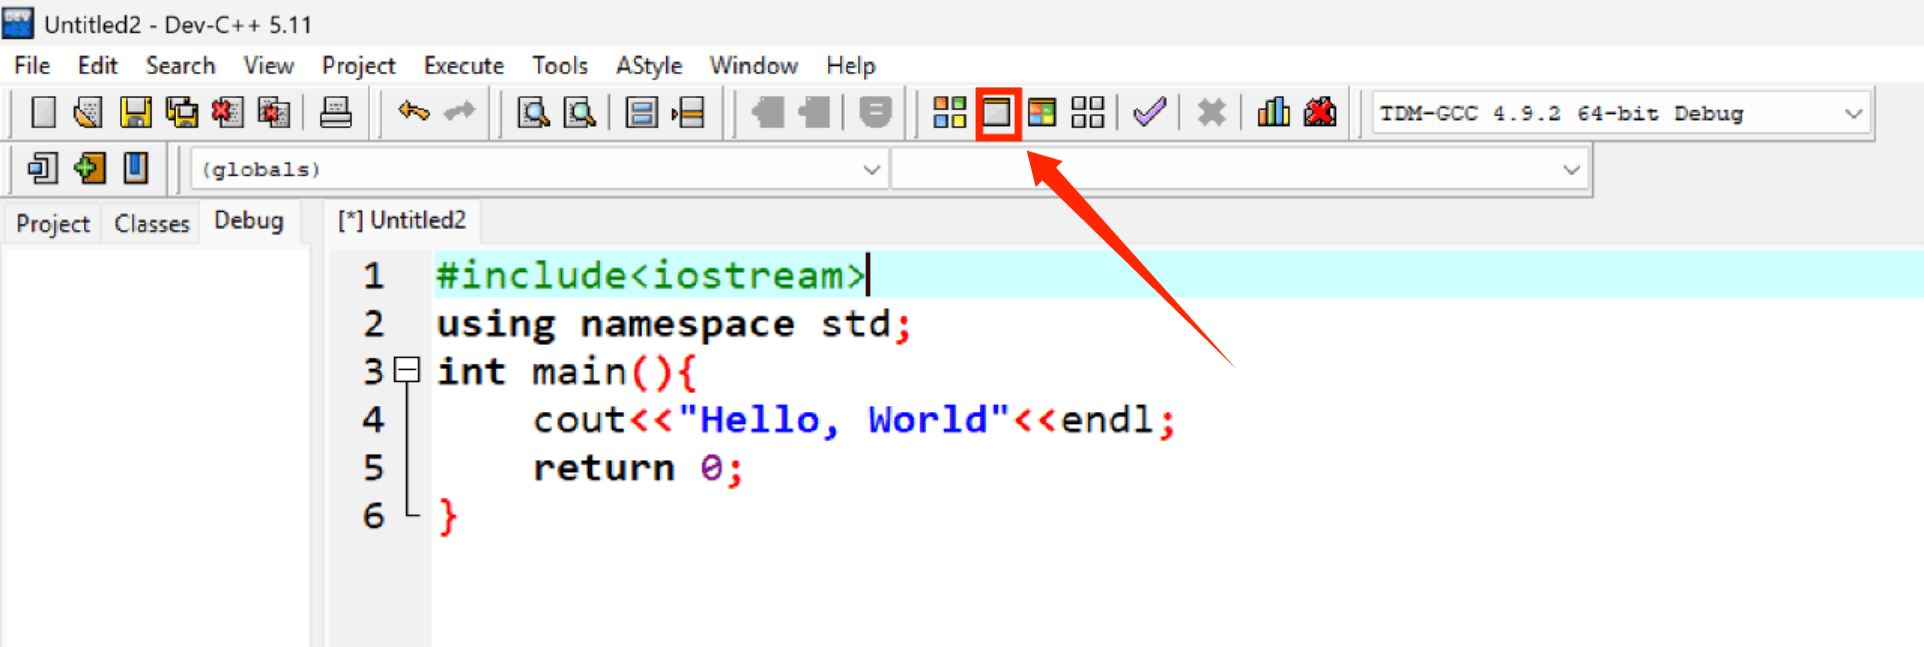 Untitled2 - Dev-C++ 5.11
File Edit Search View Project Execute Tools AStyle Window Help
TDM-GCC 4.9.2 64-bit Debug
(globals)
Project Classes Debug [*] Untitled2
1 #include<iostream>
2 using namespace std;
3 int main(){
4 cout<<"Hello, World"<<endl;
5 return 0;
6 }